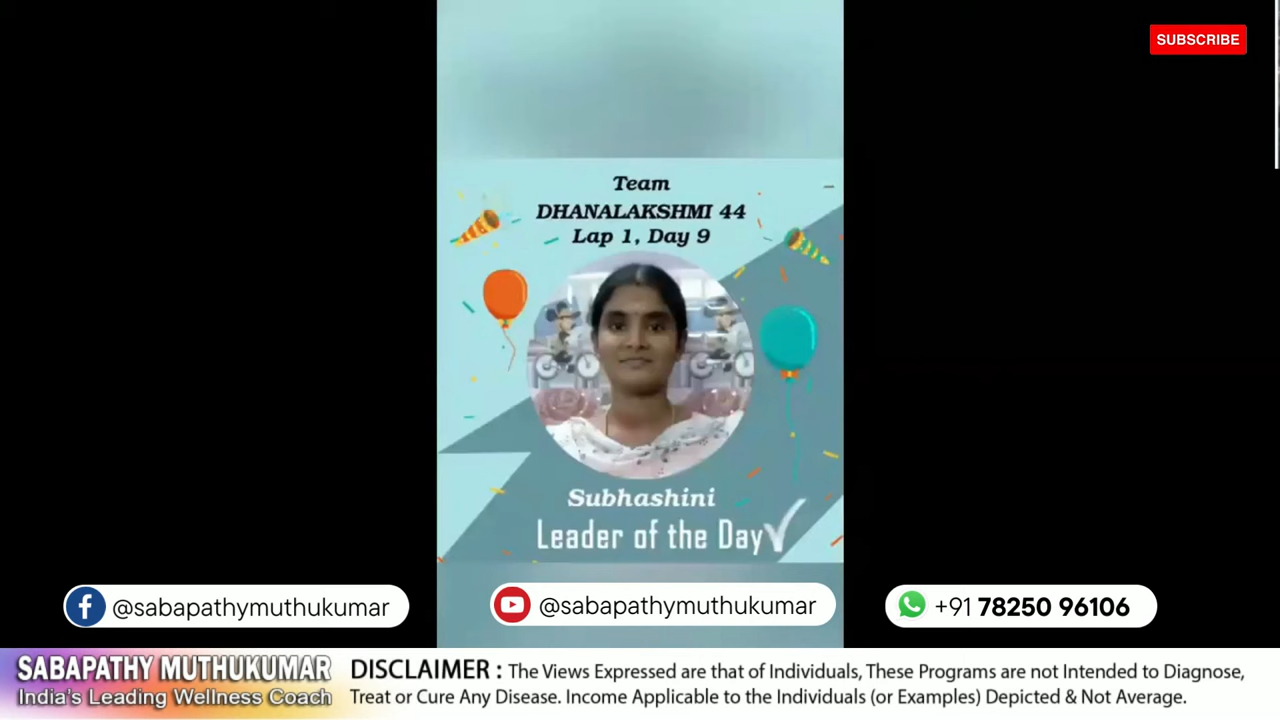 SUBSCRIBE
Team
DHANALAKSHMI 44
Lap 1, Day 9
Subhashini
Leader of the Day
@sabapathymuthukumar
@sabapathymuthukumar
+91 78250 96106
SABAPATHY MUTHUKUMAR
India's Leading Wellness Coach
DISCLAIMER : The Views Expressed are that of Individuals, These Programs are not Intended to Diagnose,
Treat or Cure Any Disease. Income Applicable to the Individuals (or Examples) Depicted & Not Average.